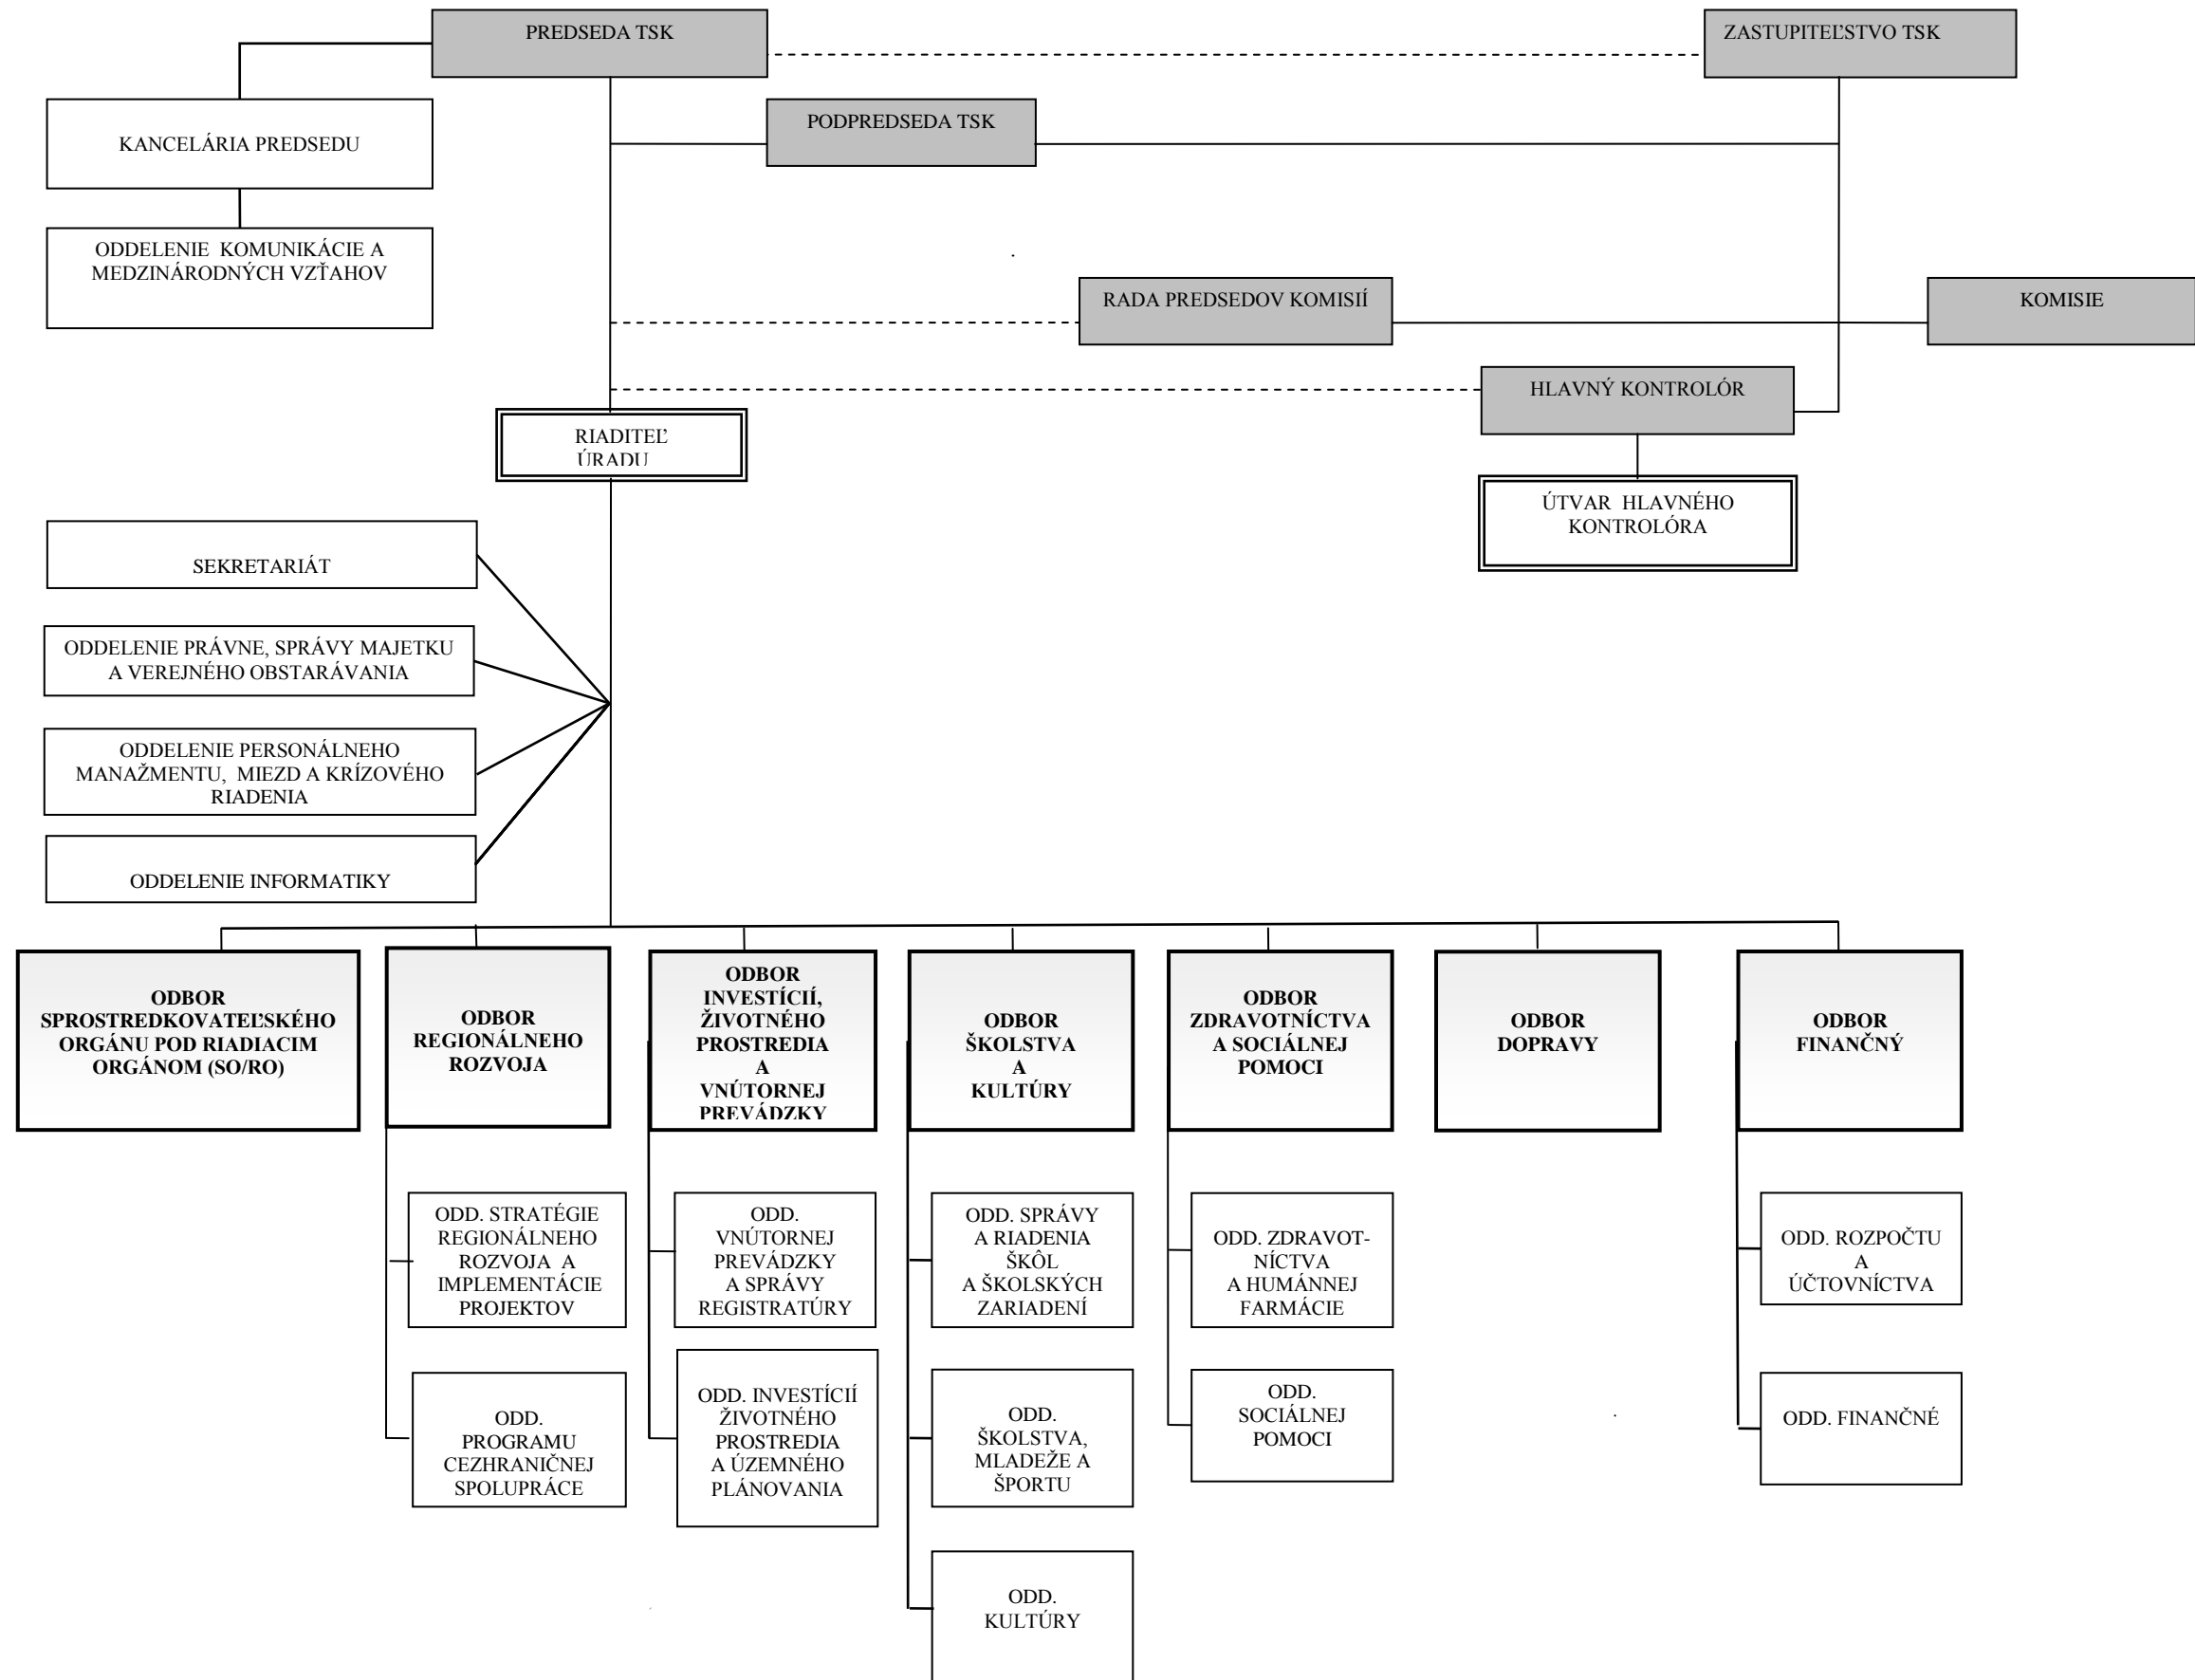 PREDSEDA TSK
ZASTUPITEĽSTVO TSK
PODPREDSEDA TSK
KANCELÁRIA PREDSEDU
ODDELENIE KOMUNIKÁCIE A
MEDZINÁRODNÝCH VZŤAHOV
RADA PREDSEDOV KOMISIÍ
KOMISIE
HLAVNÝ KONTROLÓR
RIADITEĽ
ÚRADU
ÚTVAR HLAVNÉHO
KONTROLÓRA
SEKRETARIÁT
ODDELENIE PRÁVNE, SPRÁVY MAJETKU
A VEREJNÉHO OBSTARÁVANIA
ODDELENIE PERSONÁLNEHO
MANAŽMENTU, MIEZD A KRÍZOVÉHO
RIADENIA
ODDELENIE INFORMATIKY
ODBOR
SPROSTREDKOVATEĽSKÉHO
ORGÁNU POD RIADIACIM
ORGÁNOM (SO/RO)
ODBOR
REGIONÁLNEHO
ROZVOJA
ODBOR
INVESTÍCIÍ,
ŽIVOTNÉHO
PROSTREDIA
A
VNÚTORNEJ
PREVÁDZKY
ODBOR
ŠKOLSTVA
A
KULTÚRY
ODBOR
ZDRAVOTNÍCTVA
A SOCIÁLNEJ
POMOCI
ODBOR
DOPRAVY
ODBOR
FINANČNÝ
ODD. STRATÉGIE
REGIONÁLNEHO
ROZVOJA A
IMPLEMENTÁCIE
PROJEKTOV
ODD.
VNÚTORNEJ
PREVÁDZKY
A SPRÁVY
REGISTRATÚRY
ODD. SPRÁVY
A RIADENIA
ŠKÔL
A ŠKOLSKÝCH
ZARIADENÍ
ODD. ZDRAVOT-
NÍCTVA
A HUMÁNNEJ
FARMÁCIE
ODD. ROZPOČTU
A
ÚČTOVNÍCTVA
ODD.
PROGRAMU
CEZHRANIČNEJ
SPOLUPRÁCE
ODD. INVESTÍCIÍ
ŽIVOTNÉHO
PROSTREDIA
A ÚZEMNÉHO
PLÁNOVANIA
ODD.
ŠKOLSTVA,
MLADEŽE A
ŠPORTU
ODD.
SOCIÁLNEJ
POMOCI
ODD. FINANČNÉ
ODD.
KULTÚRY